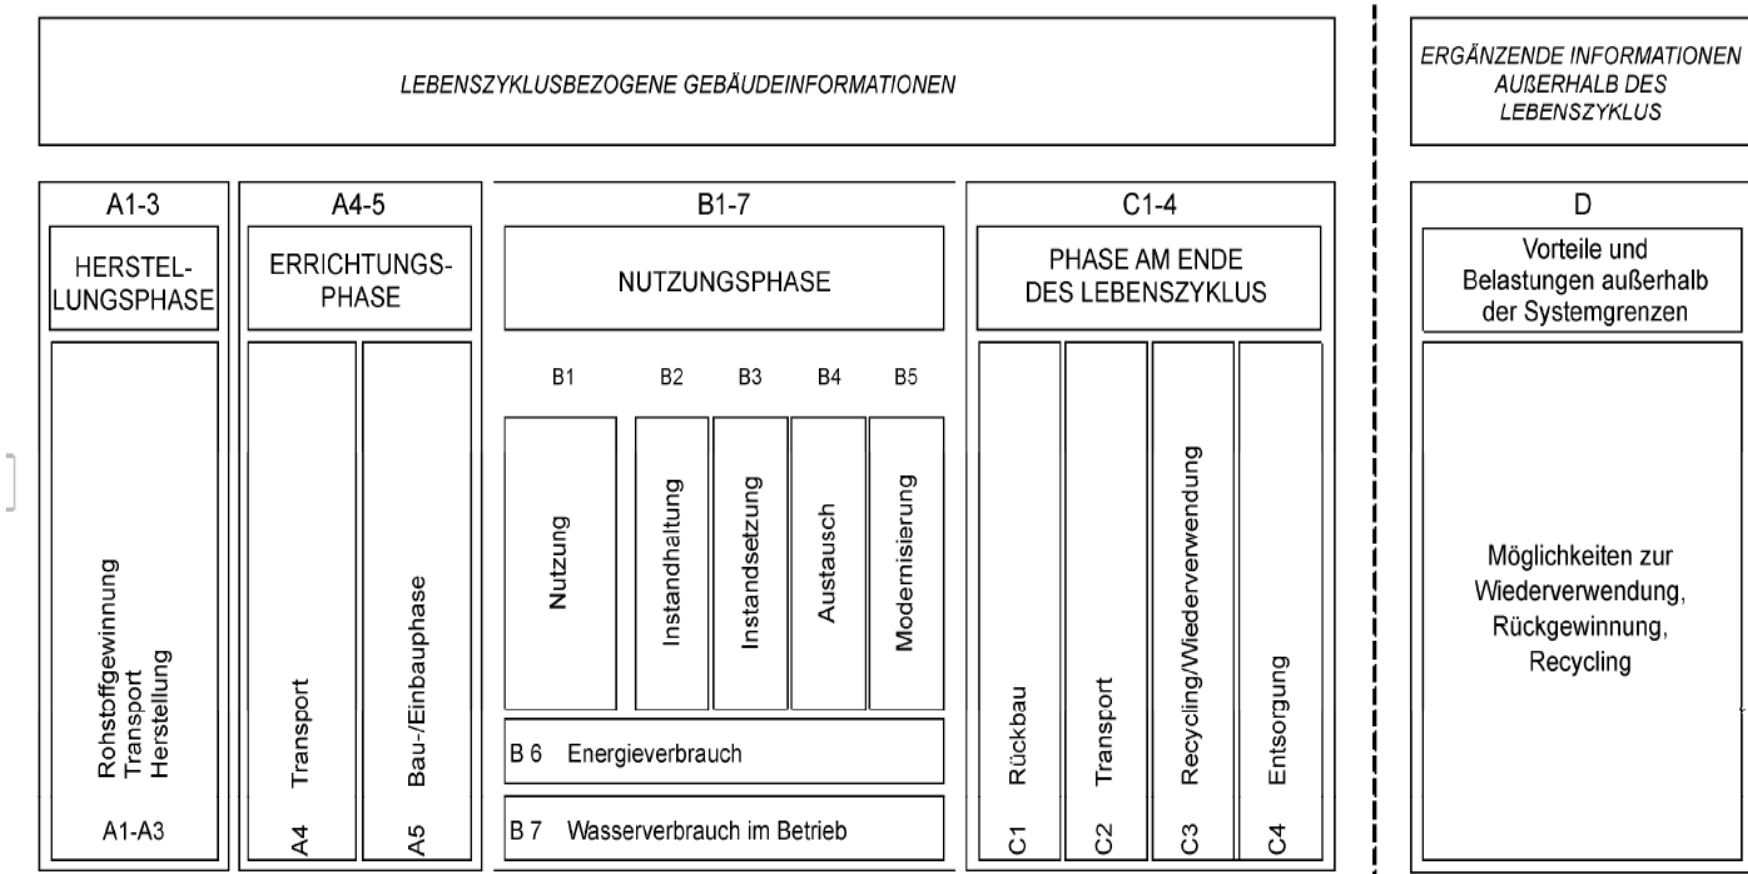 LEBENSZYKLUSBEZOGENE GEBÄUDEINFORMATIONEN
ERGÄNZENDE INFORMATIONEN
AUßERHALB DES
LEBENSZYKLUS
A1-3
HERSTEL-
LUNGSPHASE
Rohstoffgewinnung
Transport
Herstellung
A1-A3
A4-5
ERRICHTUNGS-
PHASE
A4 Transport
A5 Bau-/Einbauphase
B1-7
NUTZUNGSPHASE
B1
Nutzung
B2
Instandhaltung
B3
Instandsetzung
B4
Austausch
B5
Modernisierung
B 6 Energieverbrauch
B 7 Wasserverbrauch im Betrieb
C1-4
PHASE AM ENDE
DES LEBENSZYKLUS
C1 Rückbau
C2 Transport
C3 Recycling/Wiederverwendung
C4 Entsorgung
D
Vorteile und
Belastungen außerhalb
der Systemgrenzen
Möglichkeiten zur
Wiederverwendung,
Rückgewinnung,
Recycling